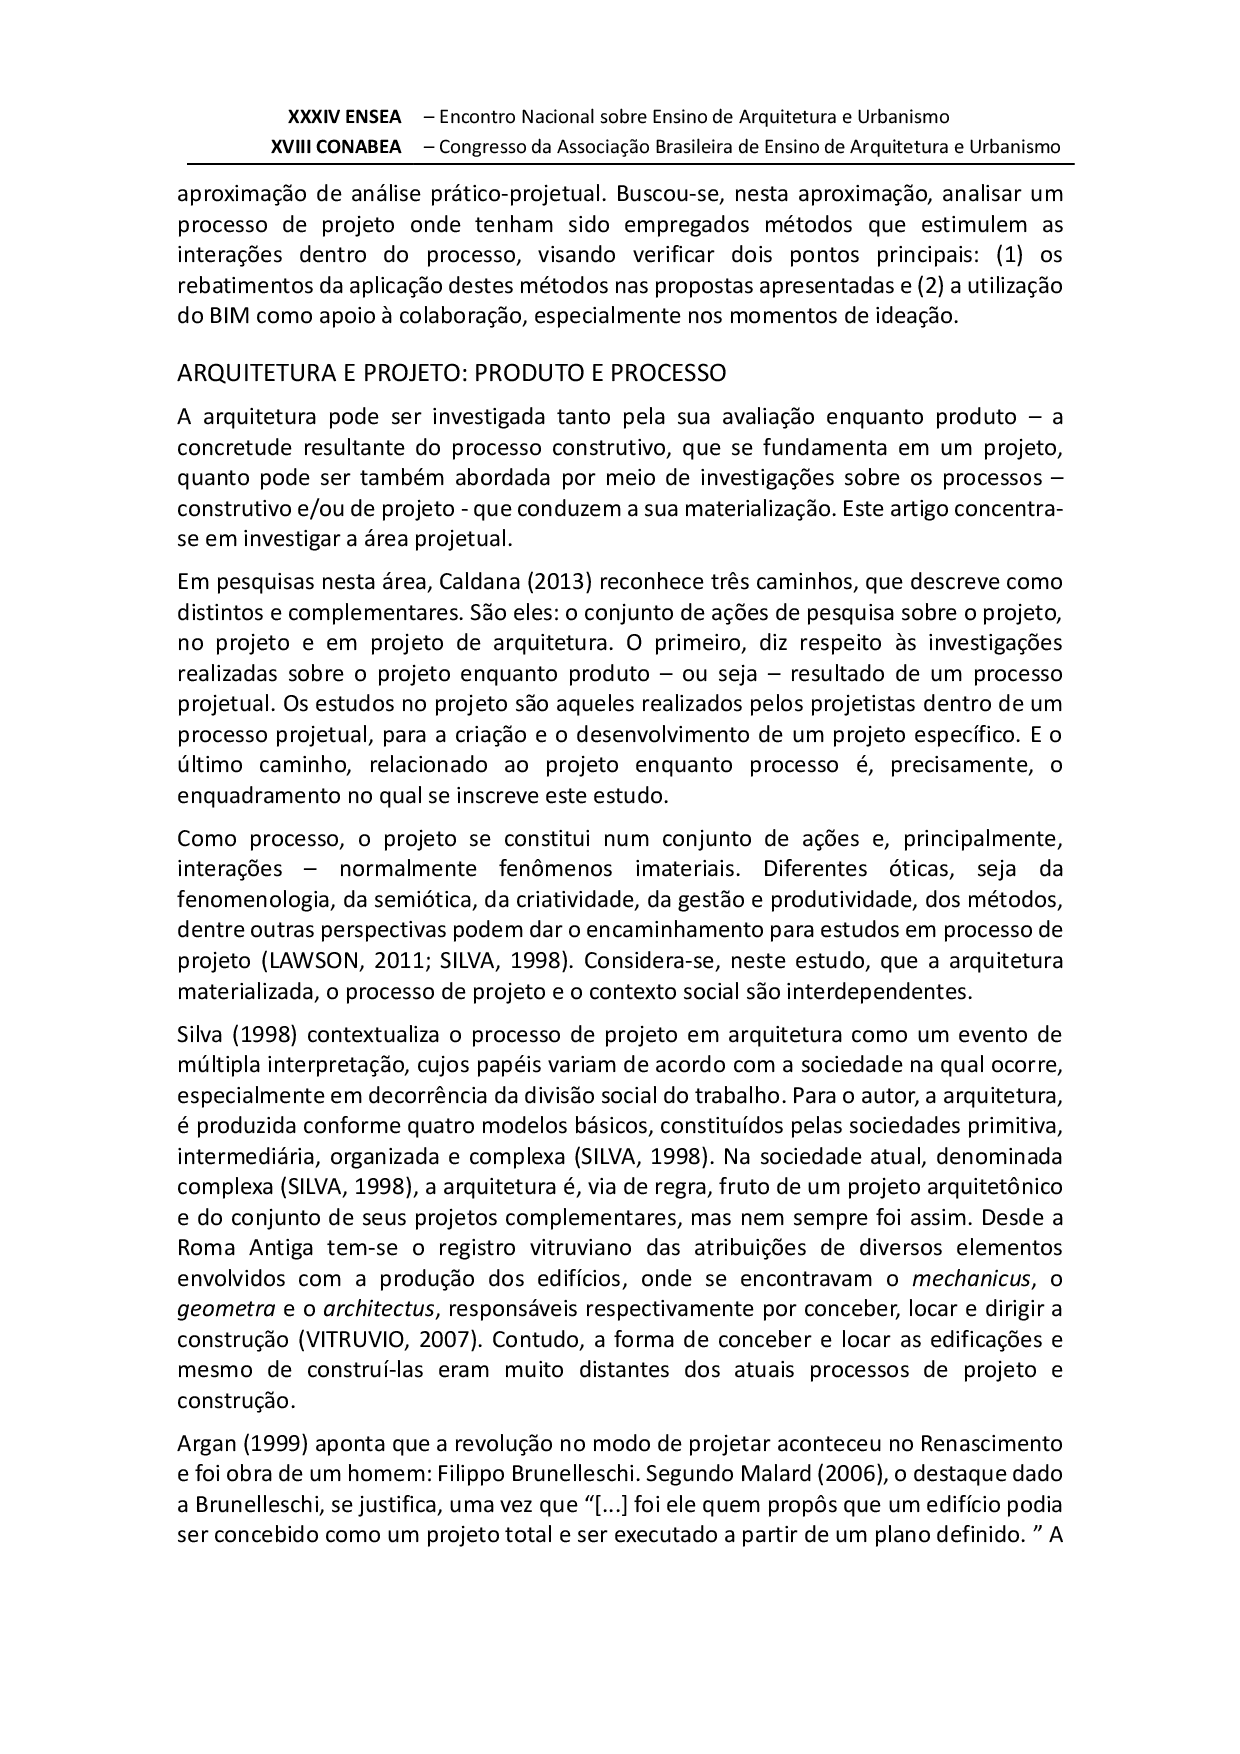 XXXIV ENSEA – Encontro Nacional sobre Ensino de Arquitetura e Urbanismo
XVIII CONABEA – Congresso da Associação Brasileira de Ensino de Arquitetura e Urbanismo
aproximação de análise prático-projetual. Buscou-se, nesta aproximação, analisar um
processo de projeto onde tenham sido empregados métodos que estimulem as
interações dentro do processo, visando verificar dois pontos principais: (1) os
rebatimentos da aplicação destes métodos nas propostas apresentadas e (2) a utilização
do BIM como apoio à colaboração, especialmente nos momentos de ideação.
ARQUITETURA E PROJETO: PRODUTO E PROCESSO
A arquitetura pode ser investigada tanto pela sua avaliação enquanto produto – a
concretude resultante do processo construtivo, que se fundamenta em um projeto,
quanto pode ser também abordada por meio de investigações sobre os processos –
construtivo e/ou de projeto - que conduzem a sua materialização. Este artigo concentra-
se em investigar a área projetual.
Em pesquisas nesta área, Caldana (2013) reconhece três caminhos, que descreve como
distintos e complementares. São eles: o conjunto de ações de pesquisa sobre o projeto,
no projeto e em projeto de arquitetura. O primeiro, diz respeito às investigações
realizadas sobre o projeto enquanto produto – ou seja – resultado de um processo
projetual. Os estudos no projeto são aqueles realizados pelos projetistas dentro de um
processo projetual, para a criação e o desenvolvimento de um projeto específico. E o
último caminho, relacionado ao projeto enquanto processo é, precisamente, o
enquadramento no qual se inscreve este estudo.
Como processo, o projeto se constitui num conjunto de ações e, principalmente,
interações – normalmente fenômenos imateriais. Diferentes óticas, seja da
fenomenologia, da semiótica, da criatividade, da gestão e produtividade, dos métodos,
dentre outras perspectivas podem dar o encaminhamento para estudos em processo de
projeto (LAWSON, 2011; SILVA, 1998). Considera-se, neste estudo, que a arquitetura
materializada, o processo de projeto e o contexto social são interdependentes.
Silva (1998) contextualiza o processo de projeto em arquitetura como um evento de
múltipla interpretação, cujos papéis variam de acordo com a sociedade na qual ocorre,
especialmente em decorrência da divisão social do trabalho. Para o autor, a arquitetura,
é produzida conforme quatro modelos básicos, constituídos pelas sociedades primitiva,
intermediária, organizada e complexa (SILVA, 1998). Na sociedade atual, denominada
complexa (SILVA, 1998), a arquitetura é, via de regra, fruto de um projeto arquitetônico
e do conjunto de seus projetos complementares, mas nem sempre foi assim. Desde a
Roma Antiga tem-se o registro vitruviano das atribuições de diversos elementos
envolvidos com a produção dos edifícios, onde se encontravam o mechanicus, o
geometra e o architectus, responsáveis respectivamente por conceber, locar e dirigir a
construção (VITRUVIO, 2007). Contudo, a forma de conceber e locar as edificações e
mesmo de construí-las eram muito distantes dos atuais processos de projeto e
construção.
Argan (1999) aponta que a revolução no modo de projetar aconteceu no Renascimento
e foi obra de um homem: Filippo Brunelleschi. Segundo Malard (2006), o destaque dado
a Brunelleschi, se justifica, uma vez que “[...] foi ele quem propôs que um edifício podia
ser concebido como um projeto total e ser executado a partir de um plano definido. ” A